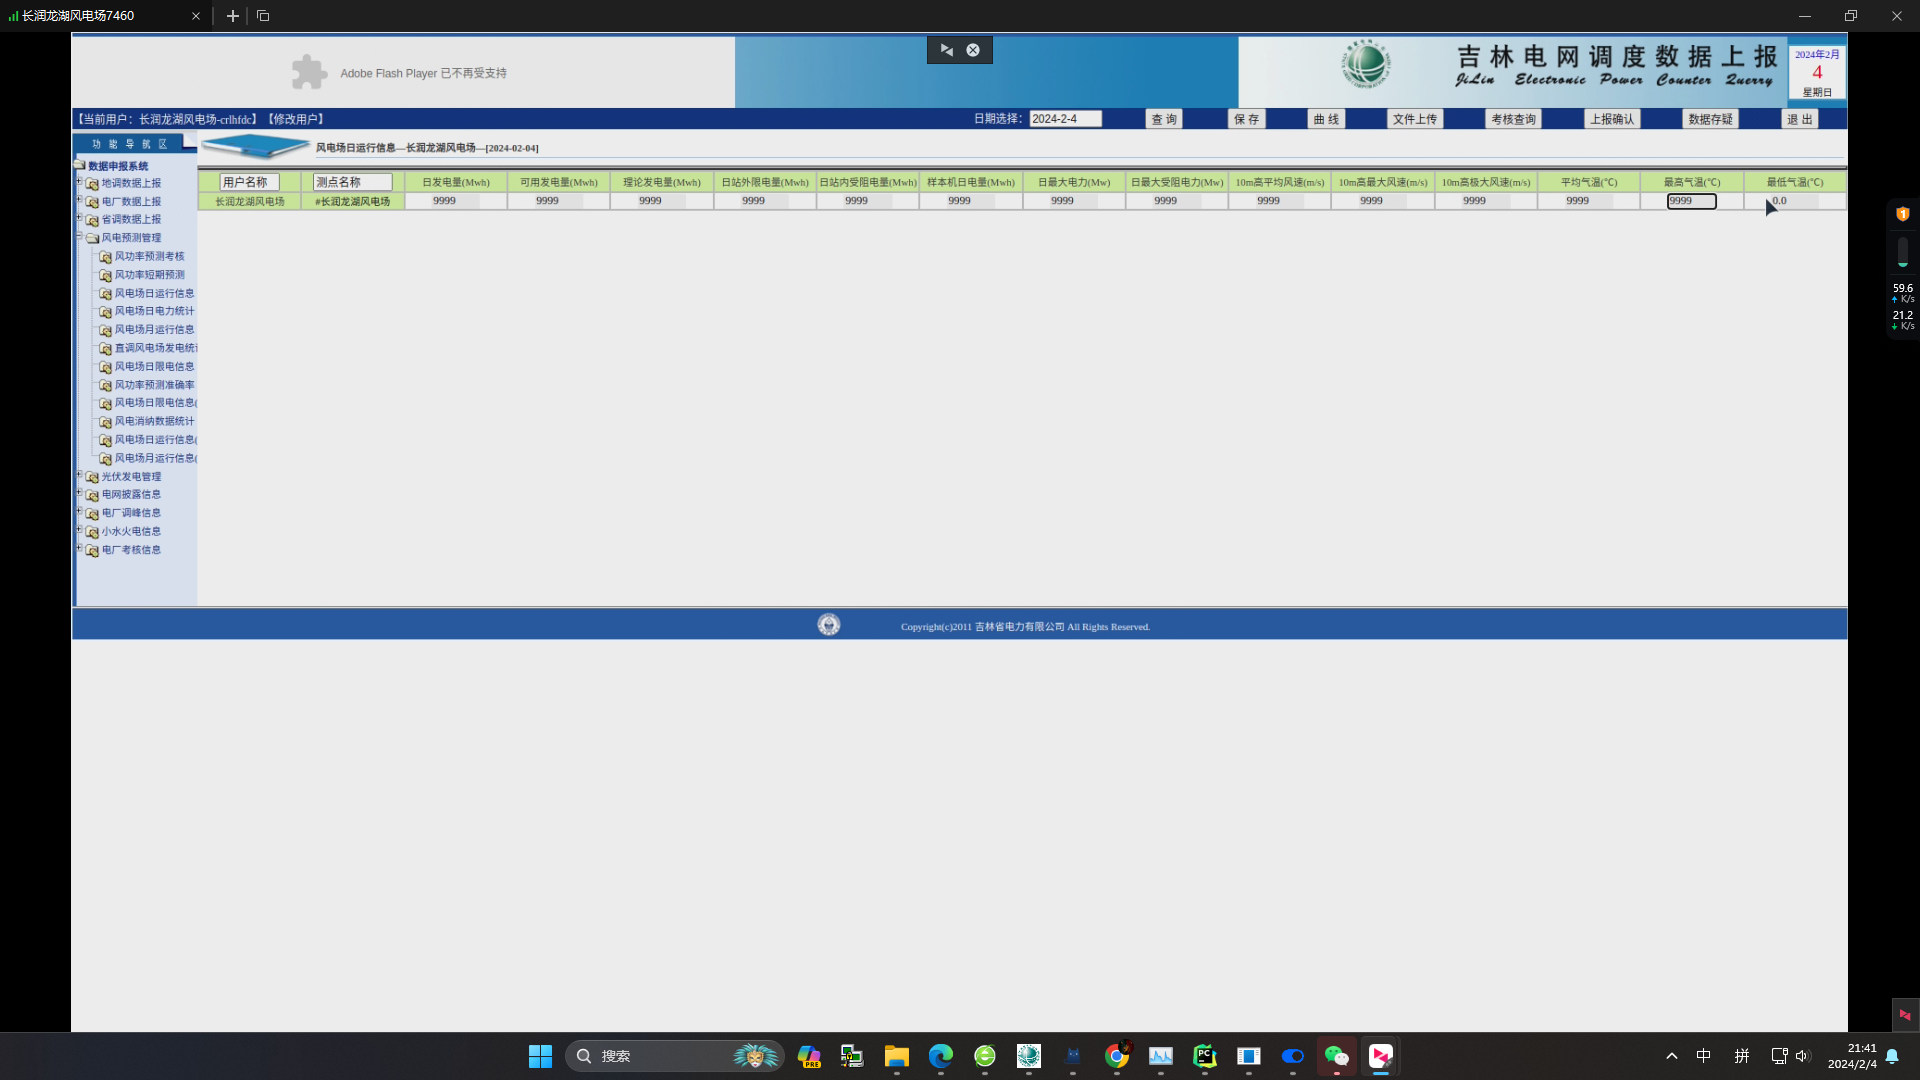 长润龙湖风电场7460
Adobe Flash Player 已不再受支持
吉林电网调度数据上报
JiLin Electronic Power Counter Querry
2024年2月
4
星期日
【当前用户：长润龙湖风电场-crlhfdc】【修改用户】
日期选择： 2024-2-4 查 询 保 存 曲 线 文件上传 考核查询 上报确认 数据存疑 退 出
功 能 导 航 区
风电场日运行信息—长润龙湖风电场—[2024-02-04]
数据申报系统
地调数据上报
电厂数据上报
省调数据上报
风电预测管理
风功率预测考核
风功率短期预测
风电场日运行信息
风电场日电力统计
风电场月运行信息
直调风电场发电统
风电场日限电信息
风功率预测准确率
风电场日限电信息(
风电消纳数据统计
风电场日运行信息(
风电场月运行信息(
光伏发电管理
电网披露信息
电厂调峰信息
小水火电信息
电厂考核信息
用户名称 测点名称 日发电量(Mwh) 可用发电量(Mwh) 理论发电量(Mwh) 日站外限电量(Mwh) 日站内受阻电量(Mwh) 样本机日电量(Mwh) 日最大电力(Mw) 日最大受阻电力(Mw) 10m高平均风速(m/s) 10m高最大风速(m/s) 10m高极大风速(m/s) 平均气温(℃) 最高气温(℃) 最低气温(℃)
长润龙湖风电场 #长润龙湖风电场 9999 9999 9999 9999 9999 9999 9999 9999 9999 9999 9999 9999 9999 0.0
Copyright(c)2011 吉林省电力有限公司 All Rights Reserved.
1
59.6
K/s
21.2
K/s
搜索
PRE
PC
中 拼
21:41
2024/2/4